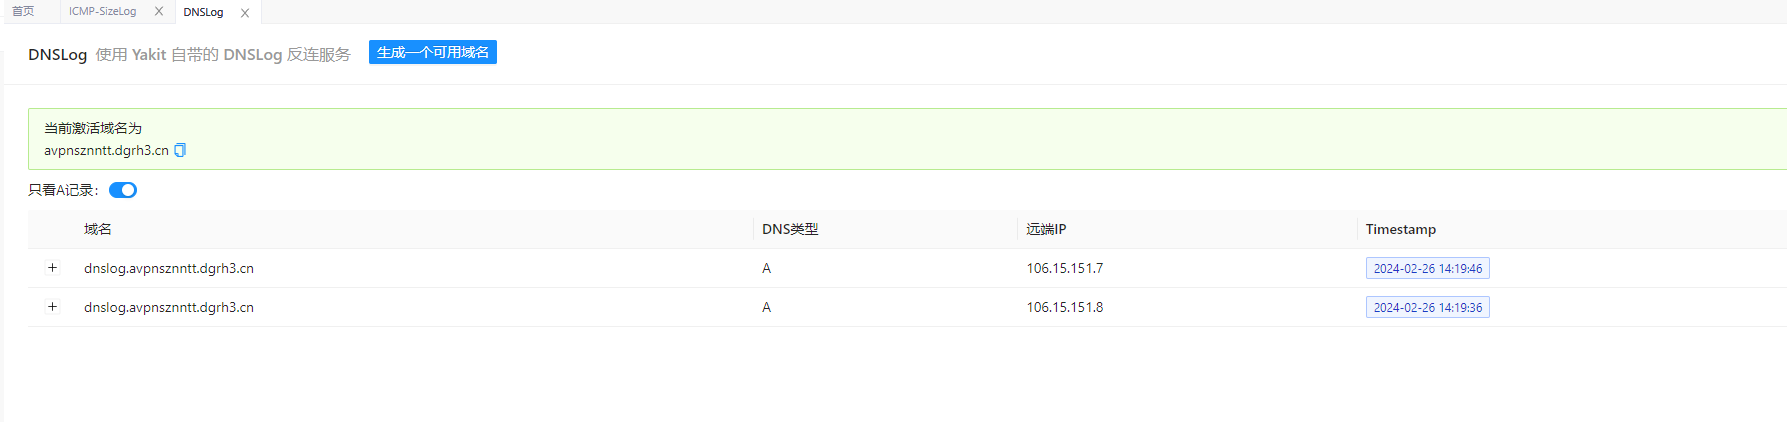 首页 ICMP-SizeLog DNSLog
DNSLog 使用 Yakit 自带的 DNSLog 反连服务 生成一个可用域名
当前激活域名为
avpnsznntt.dgrh3.cn
只看A记录：
域名 DNS类型 远端IP Timestamp
dnslog.avpnsznntt.dgrh3.cn A 106.15.151.7 2024-02-26 14:19:46
dnslog.avpnsznntt.dgrh3.cn A 106.15.151.8 2024-02-26 14:19:36